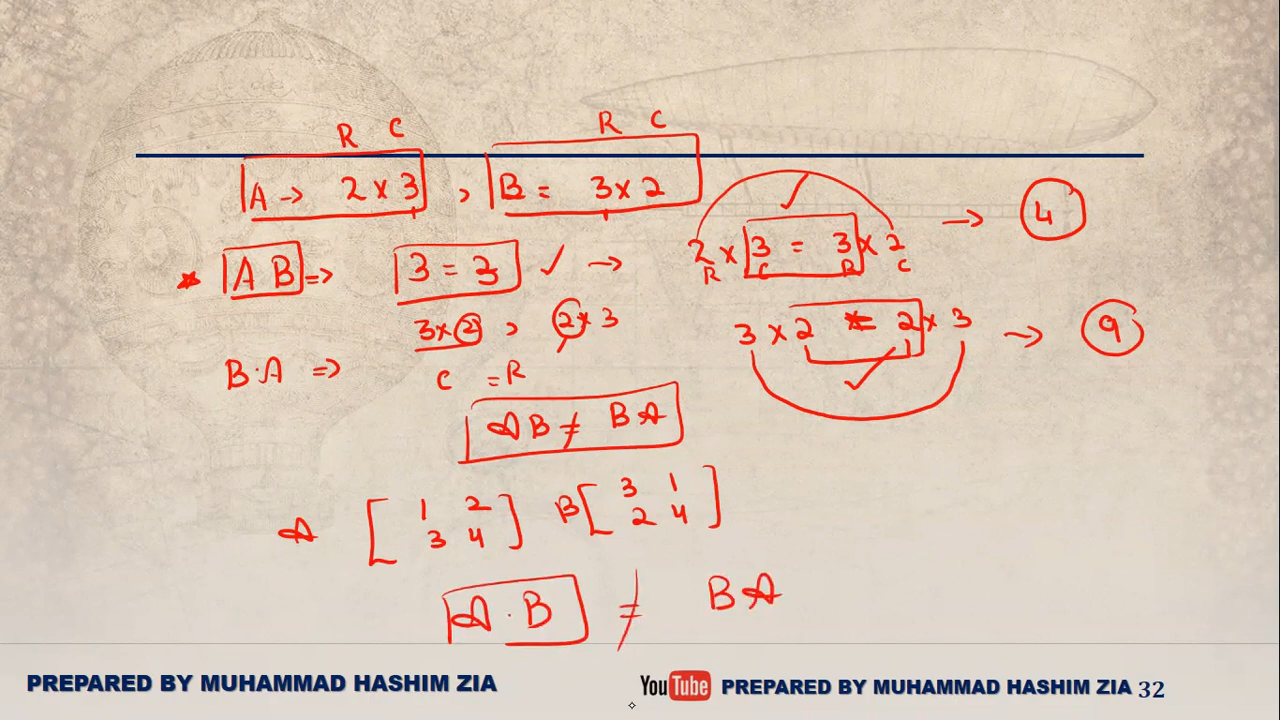 R C R C
A → 2 × 3 , B = 3 × 2
2 × 3 = 3 × 2 → 4
R C R C
* A B ⇒ 3 = 3 ✓ →
3 × 2 , 2 × 3
3 × 2 = 2 × 3 → 9
B·A ⇒ C = R
AB ≠ BA
A [ 1 2 B [ 3 1 ]
3 4 ] 2 4
A · B ≠ BA
PREPARED BY MUHAMMAD HASHIM ZIA
YouTube PREPARED BY MUHAMMAD HASHIM ZIA 32